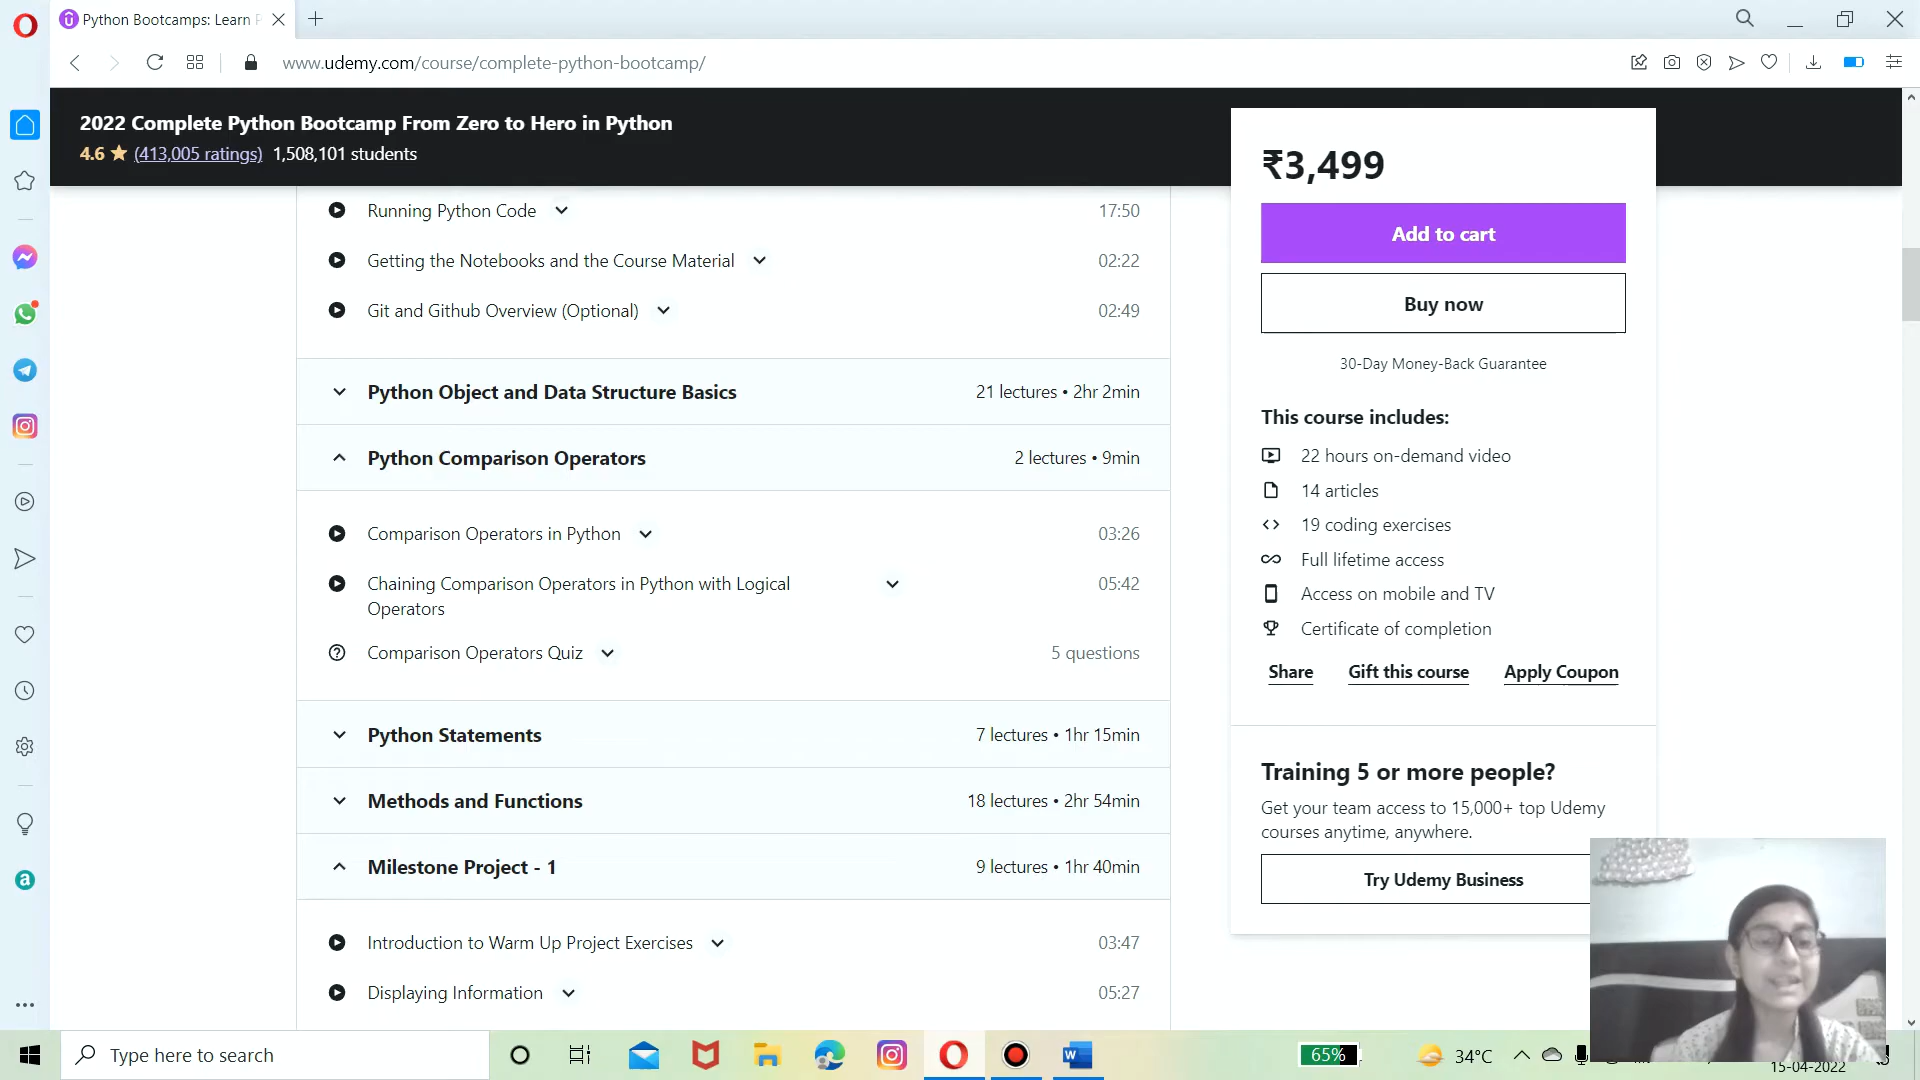 Python Bootcamps: Learn P
www.udemy.com/course/complete-python-bootcamp/
2022 Complete Python Bootcamp From Zero to Hero in Python
4.6 ★ (413,005 ratings) 1,508,101 students
Running Python Code 17:50
Getting the Notebooks and the Course Material 02:22
Git and Github Overview (Optional) 02:49
Python Object and Data Structure Basics 21 lectures • 2hr 2min
Python Comparison Operators 2 lectures • 9min
Comparison Operators in Python 03:26
Chaining Comparison Operators in Python with Logical 05:42
Operators
Comparison Operators Quiz 5 questions
Python Statements 7 lectures • 1hr 15min
Methods and Functions 18 lectures • 2hr 54min
Milestone Project - 1 9 lectures • 1hr 40min
Introduction to Warm Up Project Exercises 03:47
Displaying Information 05:27
₹3,499
Add to cart
Buy now
30-Day Money-Back Guarantee
This course includes:
22 hours on-demand video
14 articles
19 coding exercises
Full lifetime access
Access on mobile and TV
Certificate of completion
Share Gift this course Apply Coupon
Training 5 or more people?
Get your team access to 15,000+ top Udemy
courses anytime, anywhere.
Try Udemy Business
Type here to search
65%
34°C
15-04-2022